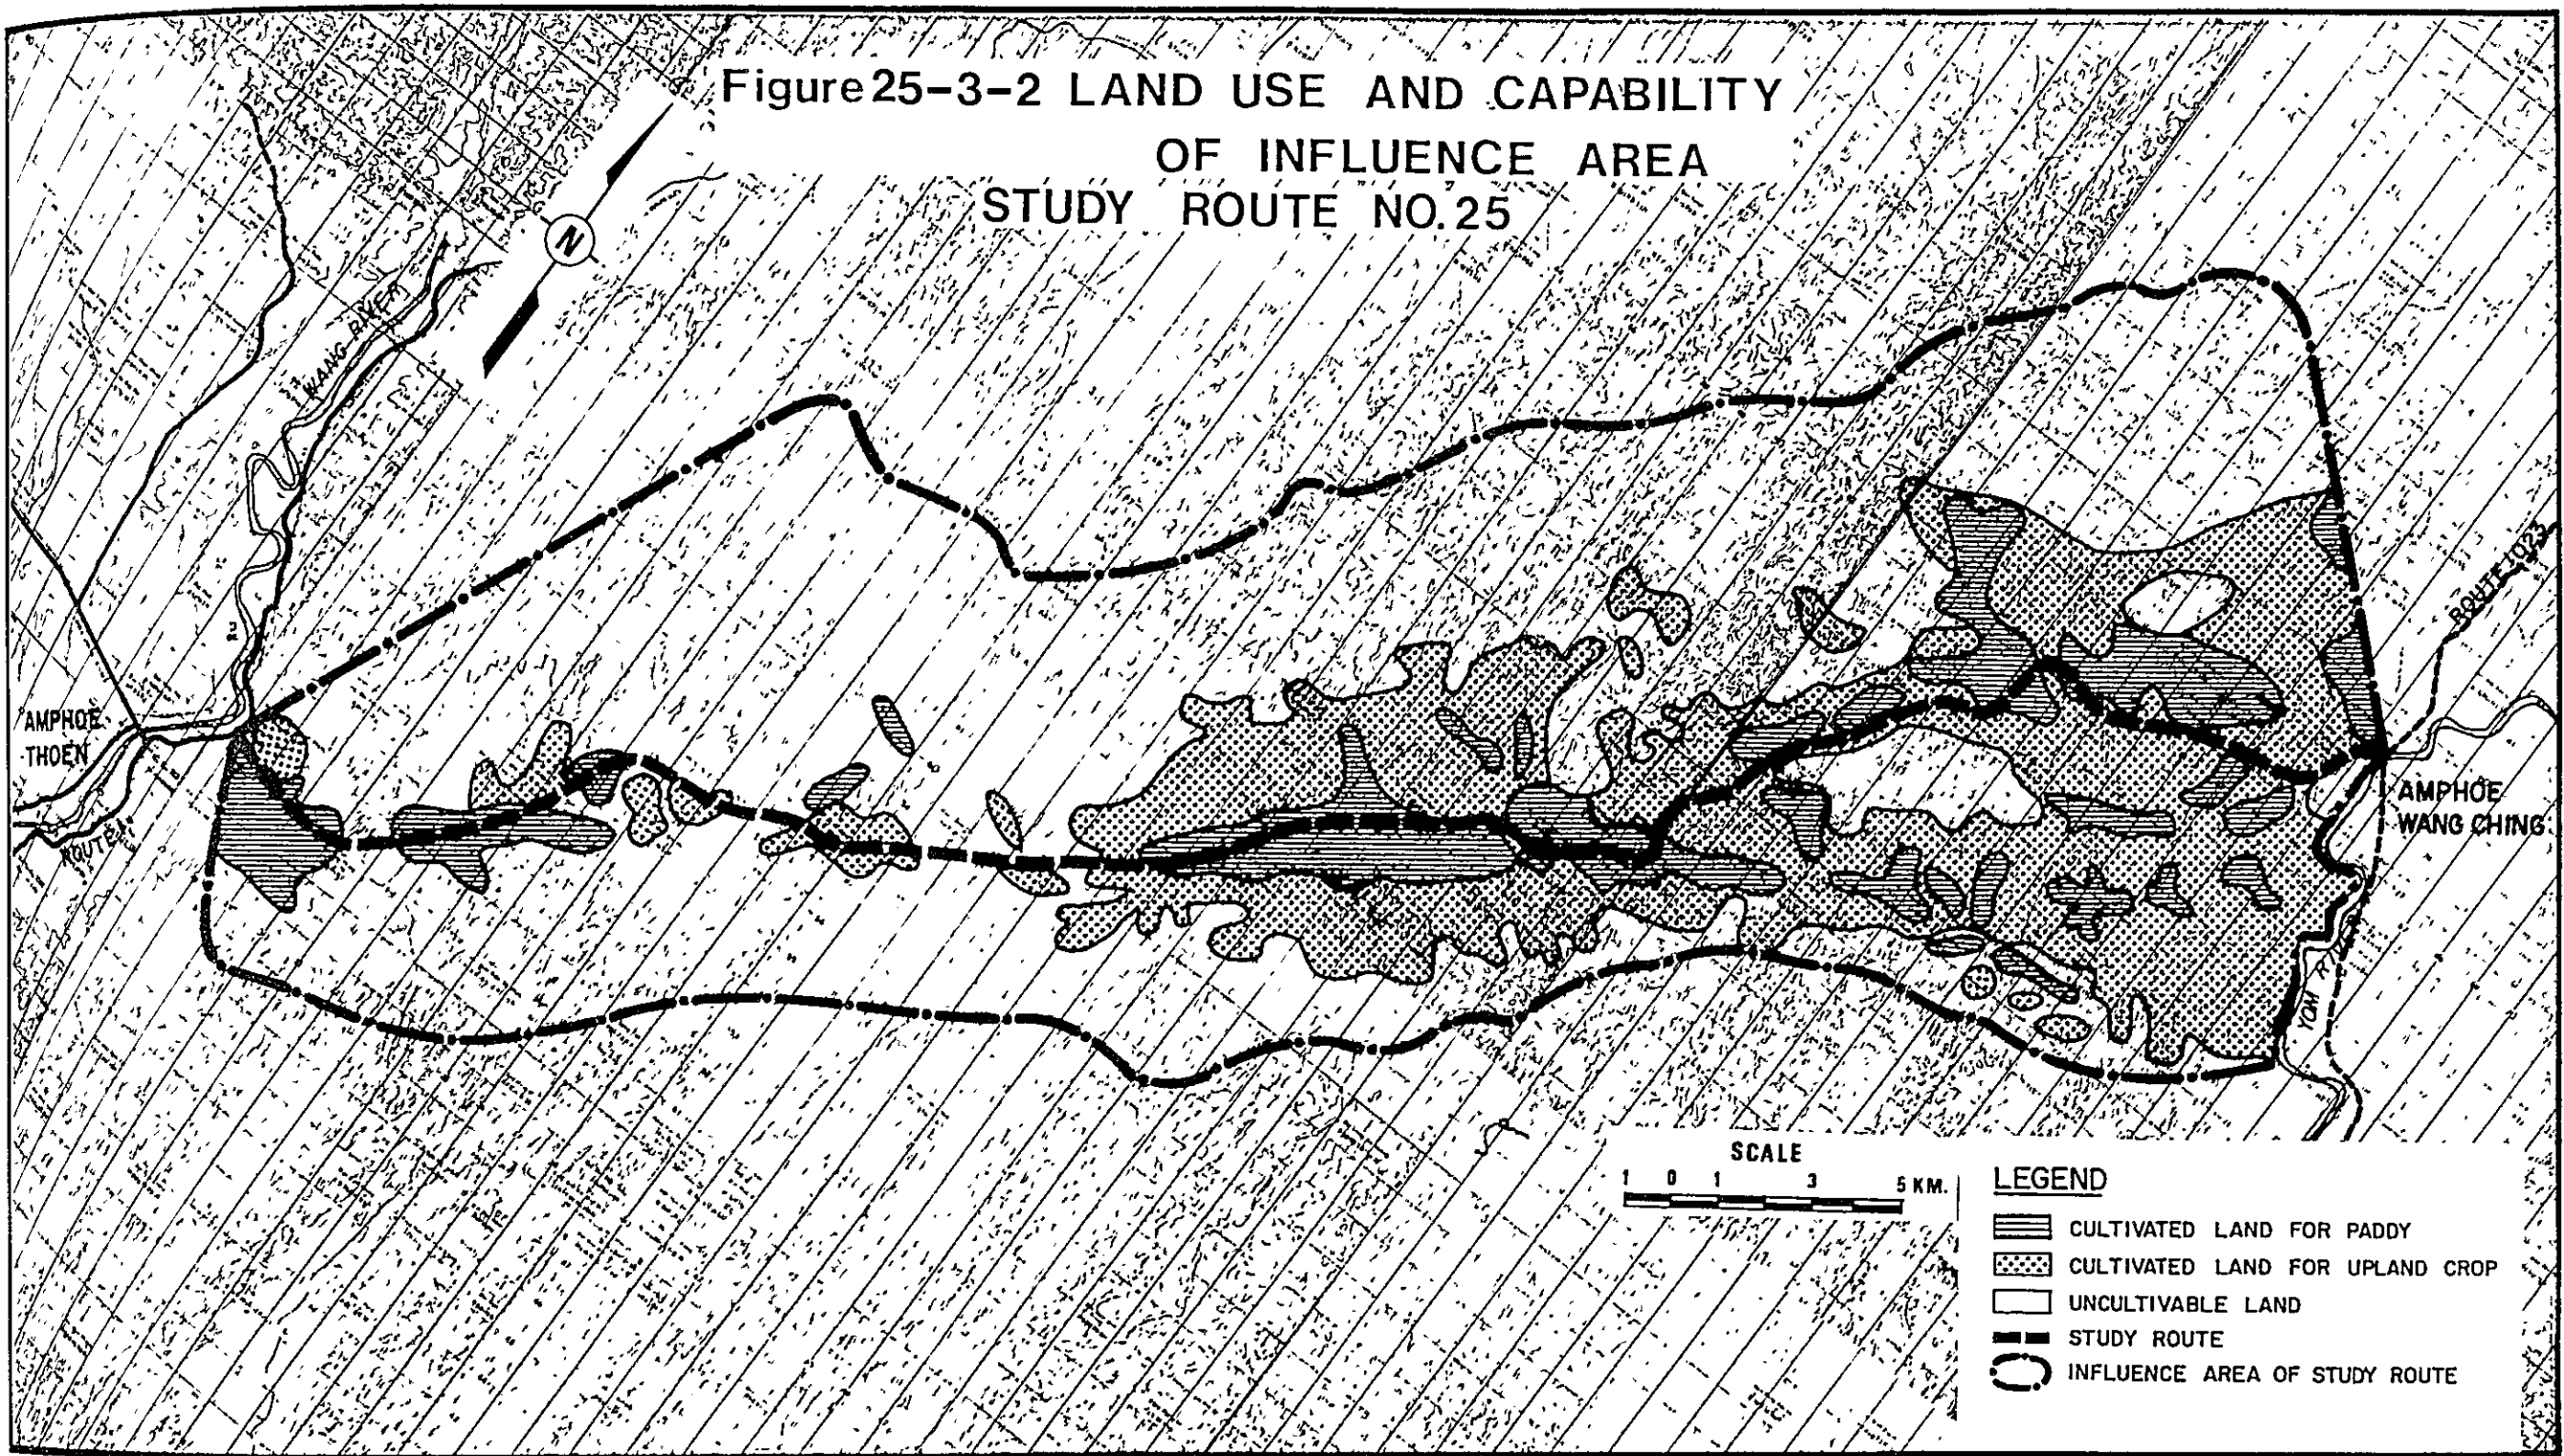 Figure 25-3-2 LAND USE AND CAPABILITY
OF INFLUENCE AREA
STUDY ROUTE NO. 25
N
WANG RIVER
AMPHOE
THOEN
ROUTE
ROUTE 1023
AMPHOE
WANG CHING
YOM
SCALE
1 0 1 3 5 KM.
LEGEND
CULTIVATED LAND FOR PADDY
CULTIVATED LAND FOR UPLAND CROP
UNCULTIVABLE LAND
STUDY ROUTE
INFLUENCE AREA OF STUDY ROUTE